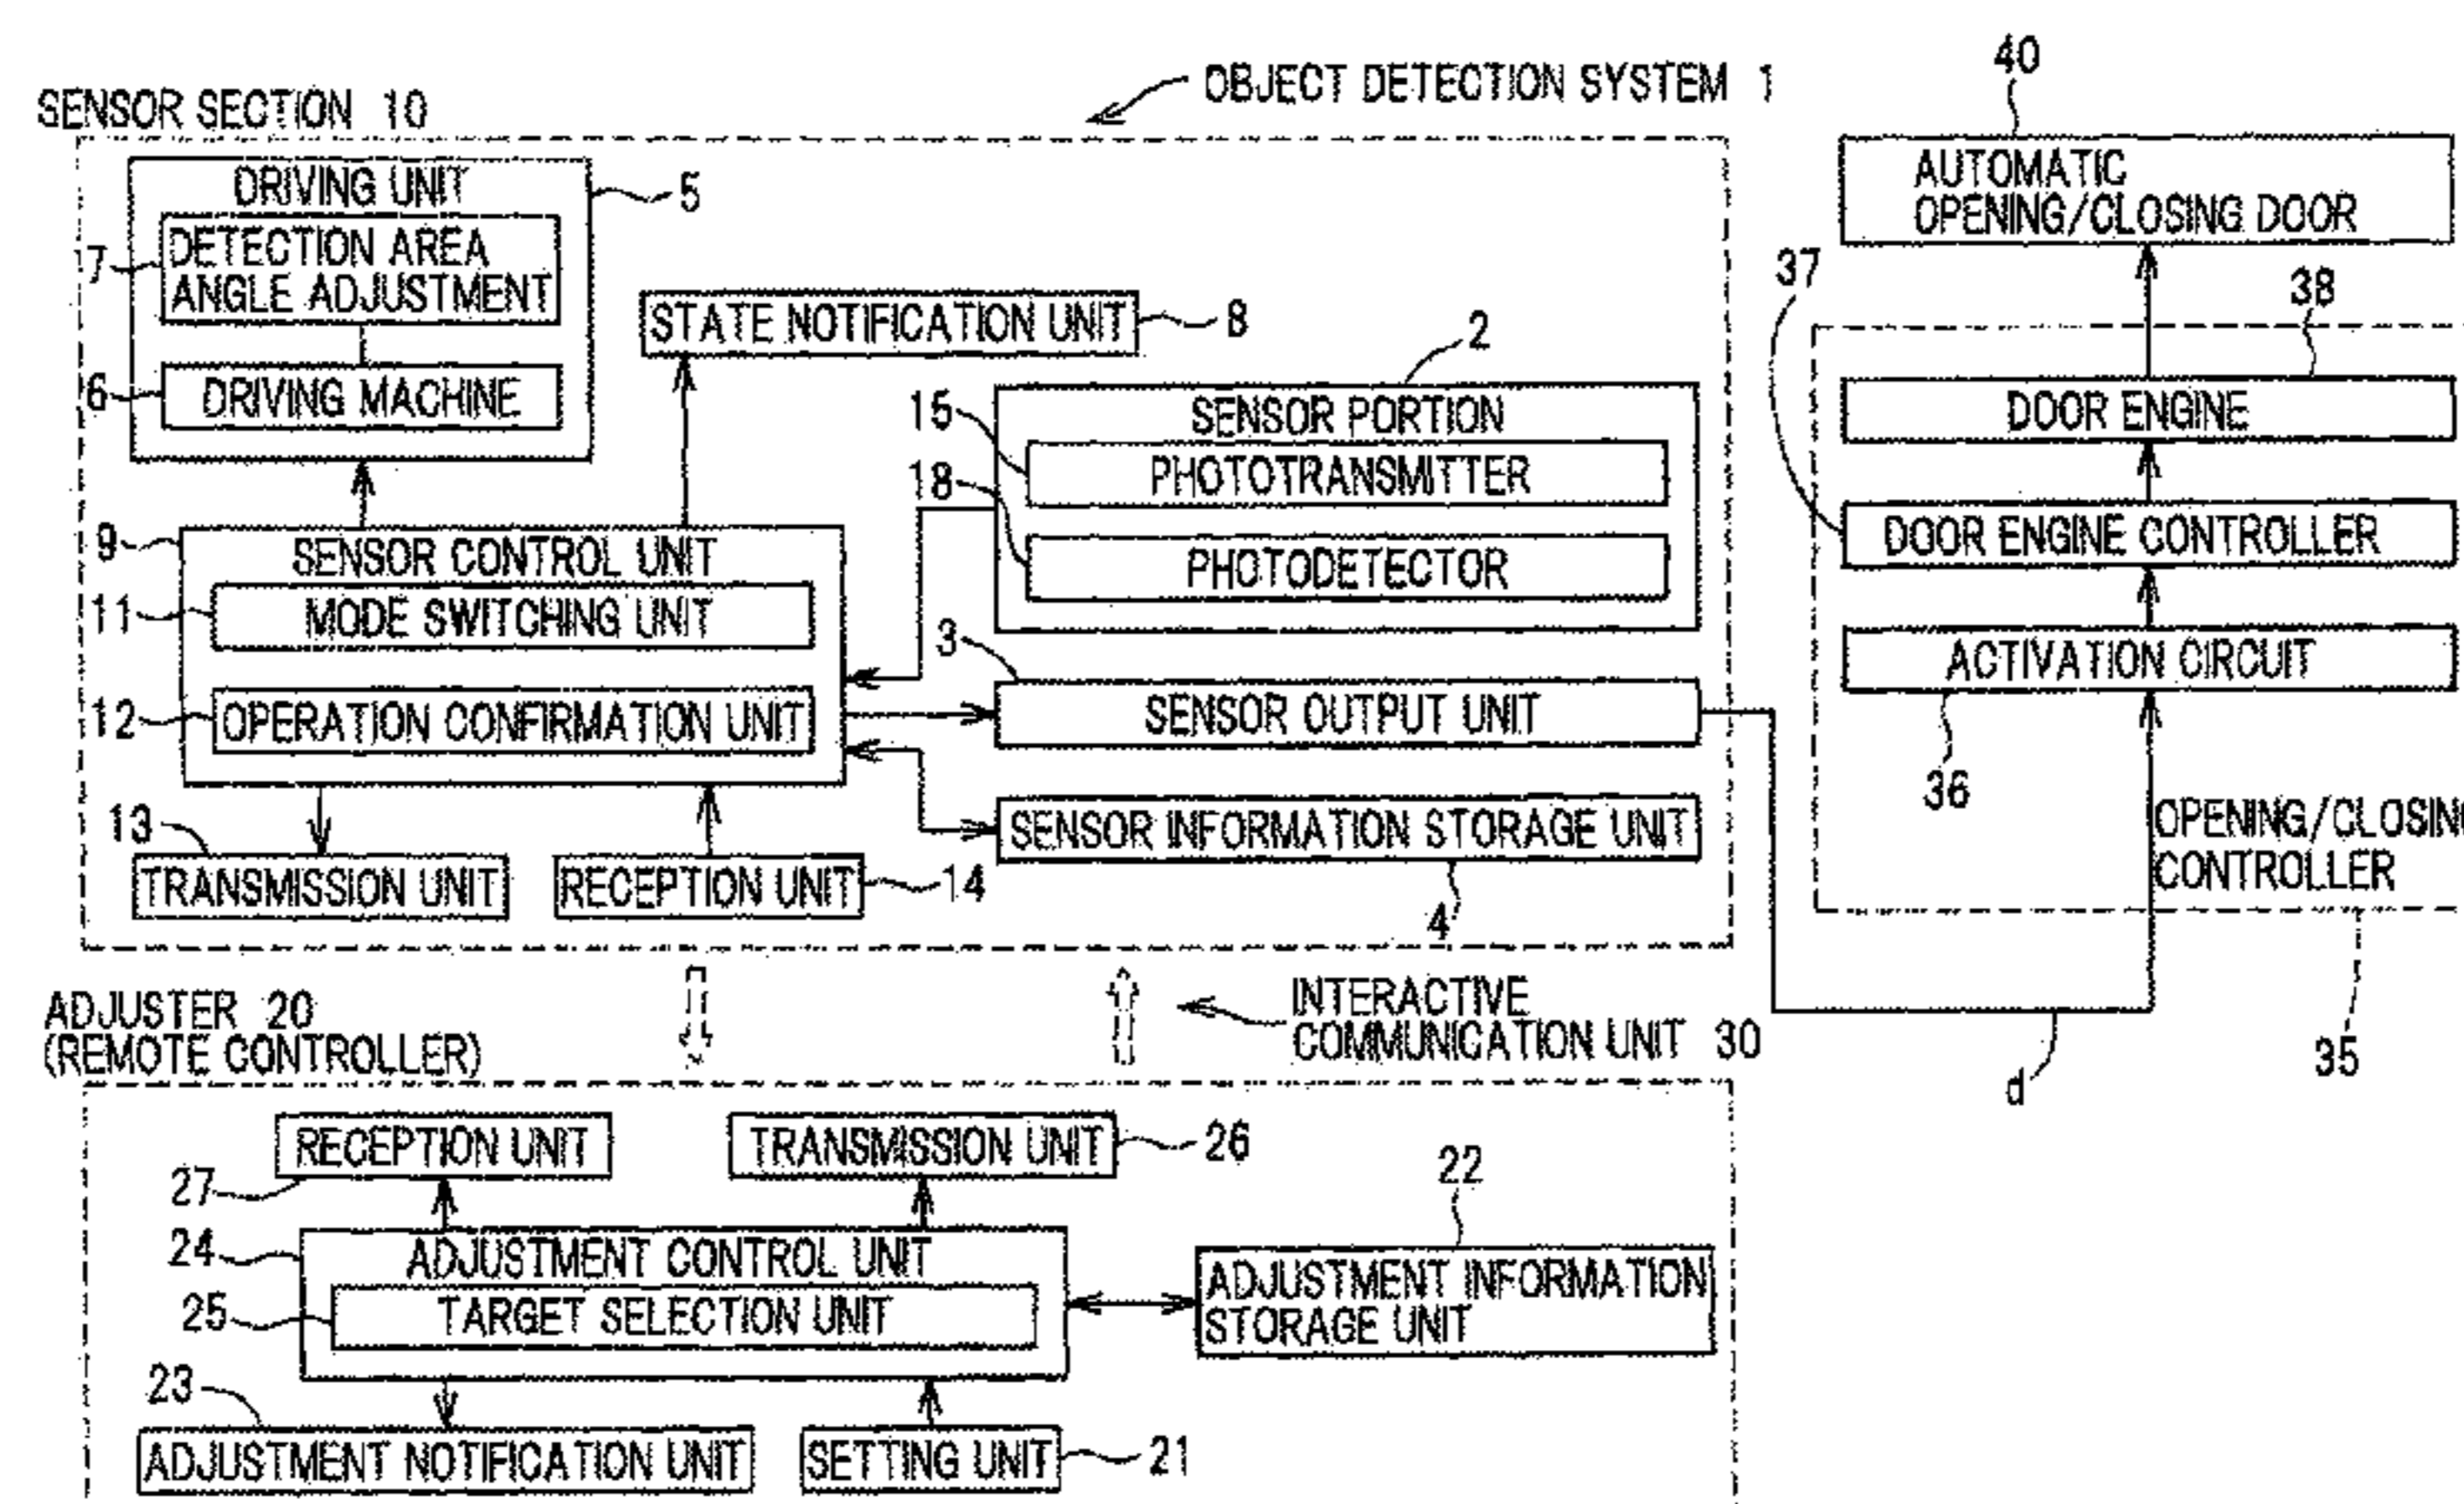 OBJECT DETECTION SYSTEM 1
SENSOR SECTION 10
DRIVING UNIT
5
7
DETECTION AREA
ANGLE ADJUSTMENT
6
DRIVING MACHINE
STATE NOTIFICATION UNIT
8
2
SENSOR PORTION
15
PHOTOTRANSMITTER
18
PHOTODETECTOR
9
SENSOR CONTROL UNIT
11
MODE SWITCHING UNIT
12
OPERATION CONFIRMATION UNIT
3
SENSOR OUTPUT UNIT
SENSOR INFORMATION STORAGE UNIT
4
13
TRANSMISSION UNIT
RECEPTION UNIT
14
40
AUTOMATIC
OPENING/CLOSING DOOR
37
38
DOOR ENGINE
DOOR ENGINE CONTROLLER
ACTIVATION CIRCUIT
36
OPENING/CLOSING
CONTROLLER
35
d
INTERACTIVE
COMMUNICATION UNIT 30
ADJUSTER 20
(REMOTE CONTROLLER)
RECEPTION UNIT
27
TRANSMISSION UNIT
26
24
ADJUSTMENT CONTROL UNIT
25
TARGET SELECTION UNIT
22
ADJUSTMENT INFORMATION
STORAGE UNIT
23
ADJUSTMENT NOTIFICATION UNIT
SETTING UNIT
21